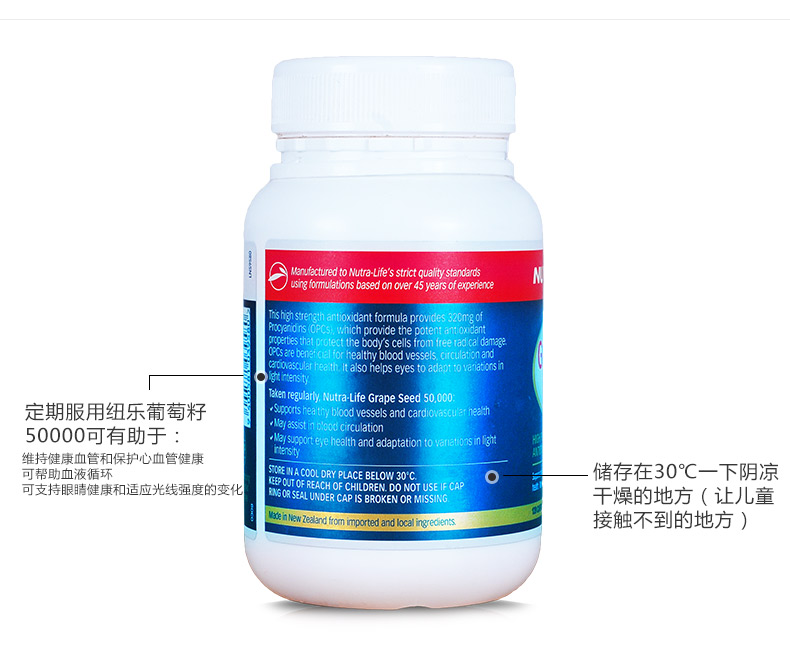 Manufactured to Nutra-Life's strict quality standards
using formulations based on over 45 years of experience
NU
This high strength antioxidant formula provides 320mg of
Procyanidins (OPCs), which provide the potent antioxidant
properties that protect the body's cells from free radical damage.
OPCs are beneficial for healthy blood vessels, circulation and
cardiovascular health. It also helps eyes to adapt to variations in
light intensity.
Taken regularly, Nutra-Life Grape Seed 50,000:
✓Supports healthy blood vessels and cardiovascular health
✓May assist in blood circulation
✓May support eye health and adaptation to variations in light
intensity
STORE IN A COOL DRY PLACE BELOW 30°C.
KEEP OUT OF REACH OF CHILDREN. DO NOT USE IF CAP
RING OR SEAL UNDER CAP IS BROKEN OR MISSING
Made in New Zealand from imported and local ingredients.
定期服用纽乐葡萄籽
50000可有助于：
维持健康血管和保护心血管健康
可帮助血液循环
可支持眼睛健康和适应光线强度的变化
储存在30℃一下阴凉
干燥的地方（让儿童
接触不到的地方）